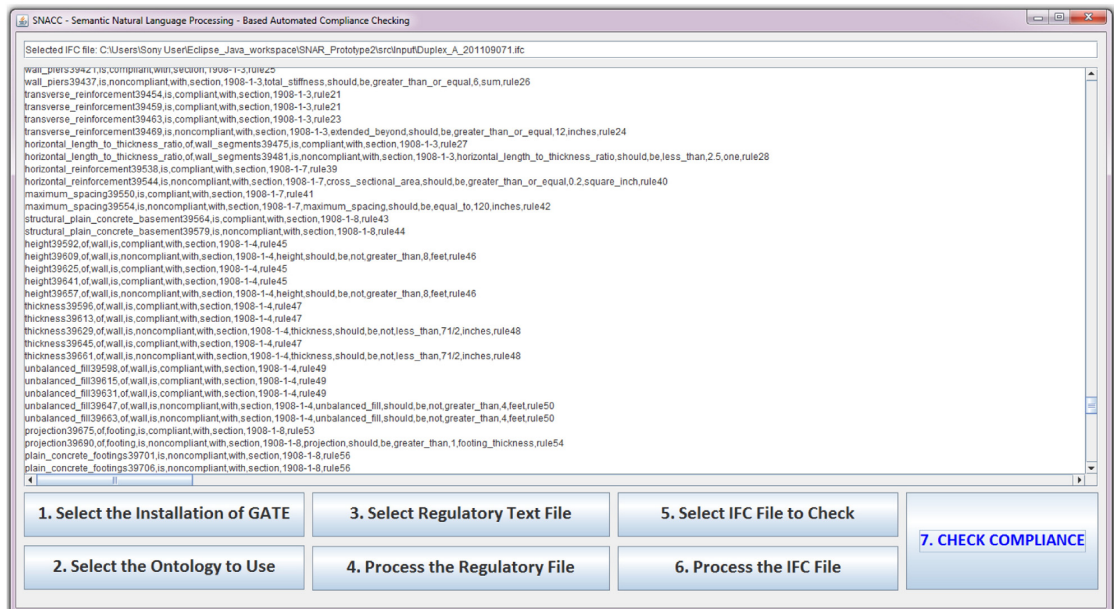 SNACC - Semantic Natural Language Processing - Based Automated Compliance Checking
Selected IFC file: C:\Users\Sony User\Eclipse_Java_workspace\SNAR_Prototype2\src\Input\Duplex_A_201109071.ifc
wall_piers39421,is,compliant,with,section,1908-1-3,rule25
wall_piers39437,is,noncompliant,with,section,1908-1-3,total_stiffness,should,be,greater_than_or_equal,6,sum,rule26
transverse_reinforcement39454,is,compliant,with,section,1908-1-3,rule21
transverse_reinforcement39459,is,compliant,with,section,1908-1-3,rule21
transverse_reinforcement39463,is,compliant,with,section,1908-1-3,rule23
transverse_reinforcement39469,is,noncompliant,with,section,1908-1-3,extended_beyond,should,be,greater_than_or_equal,12,inches,rule24
horizontal_length_to_thickness_ratio,of,wall_segments39475,is,compliant,with,section,1908-1-3,rule27
horizontal_length_to_thickness_ratio,of,wall_segments39481,is,noncompliant,with,section,1908-1-3,horizontal_length_to_thickness_ratio,should,be,less_than,2.5,one,rule28
horizontal_reinforcement39538,is,compliant,with,section,1908-1-7,rule39
horizontal_reinforcement39544,is,noncompliant,with,section,1908-1-7,cross_sectional_area,should,be,greater_than_or_equal,0.2,square_inch,rule40
maximum_spacing39550,is,compliant,with,section,1908-1-7,rule41
maximum_spacing39554,is,noncompliant,with,section,1908-1-7,maximum_spacing,should,be,equal_to,120,inches,rule42
structural_plain_concrete_basement39564,is,compliant,with,section,1908-1-8,rule43
structural_plain_concrete_basement39579,is,noncompliant,with,section,1908-1-8,rule44
height39592,of,wall,is,compliant,with,section,1908-1-4,rule45
height39609,of,wall,is,noncompliant,with,section,1908-1-4,height,should,be,not,greater_than,8,feet,rule46
height39625,of,wall,is,compliant,with,section,1908-1-4,rule45
height39641,of,wall,is,compliant,with,section,1908-1-4,rule45
height39657,of,wall,is,noncompliant,with,section,1908-1-4,height,should,be,not,greater_than,8,feet,rule46
thickness39596,of,wall,is,compliant,with,section,1908-1-4,rule47
thickness39613,of,wall,is,compliant,with,section,1908-1-4,rule47
thickness39629,of,wall,is,noncompliant,with,section,1908-1-4,thickness,should,be,not,less_than,71/2,inches,rule48
thickness39645,of,wall,is,compliant,with,section,1908-1-4,rule47
thickness39661,of,wall,is,noncompliant,with,section,1908-1-4,thickness,should,be,not,less_than,71/2,inches,rule48
unbalanced_fill39598,of,wall,is,compliant,with,section,1908-1-4,rule49
unbalanced_fill39615,of,wall,is,compliant,with,section,1908-1-4,rule49
unbalanced_fill39631,of,wall,is,compliant,with,section,1908-1-4,rule49
unbalanced_fill39647,of,wall,is,noncompliant,with,section,1908-1-4,unbalanced_fill,should,be,not,greater_than,4,feet,rule50
unbalanced_fill39663,of,wall,is,noncompliant,with,section,1908-1-4,unbalanced_fill,should,be,not,greater_than,4,feet,rule50
projection39675,of,footing,is,compliant,with,section,1908-1-8,rule53
projection39690,of,footing,is,noncompliant,with,section,1908-1-8,projection,should,be,greater_than,1,footing_thickness,rule54
plain_concrete_footings39701,is,noncompliant,with,section,1908-1-8,rule56
plain_concrete_footings39706,is,noncompliant,with,section,1908-1-8,rule56
1. Select the Installation of GATE
3. Select Regulatory Text File
5. Select IFC File to Check
7. CHECK COMPLIANCE
2. Select the Ontology to Use
4. Process the Regulatory File
6. Process the IFC File